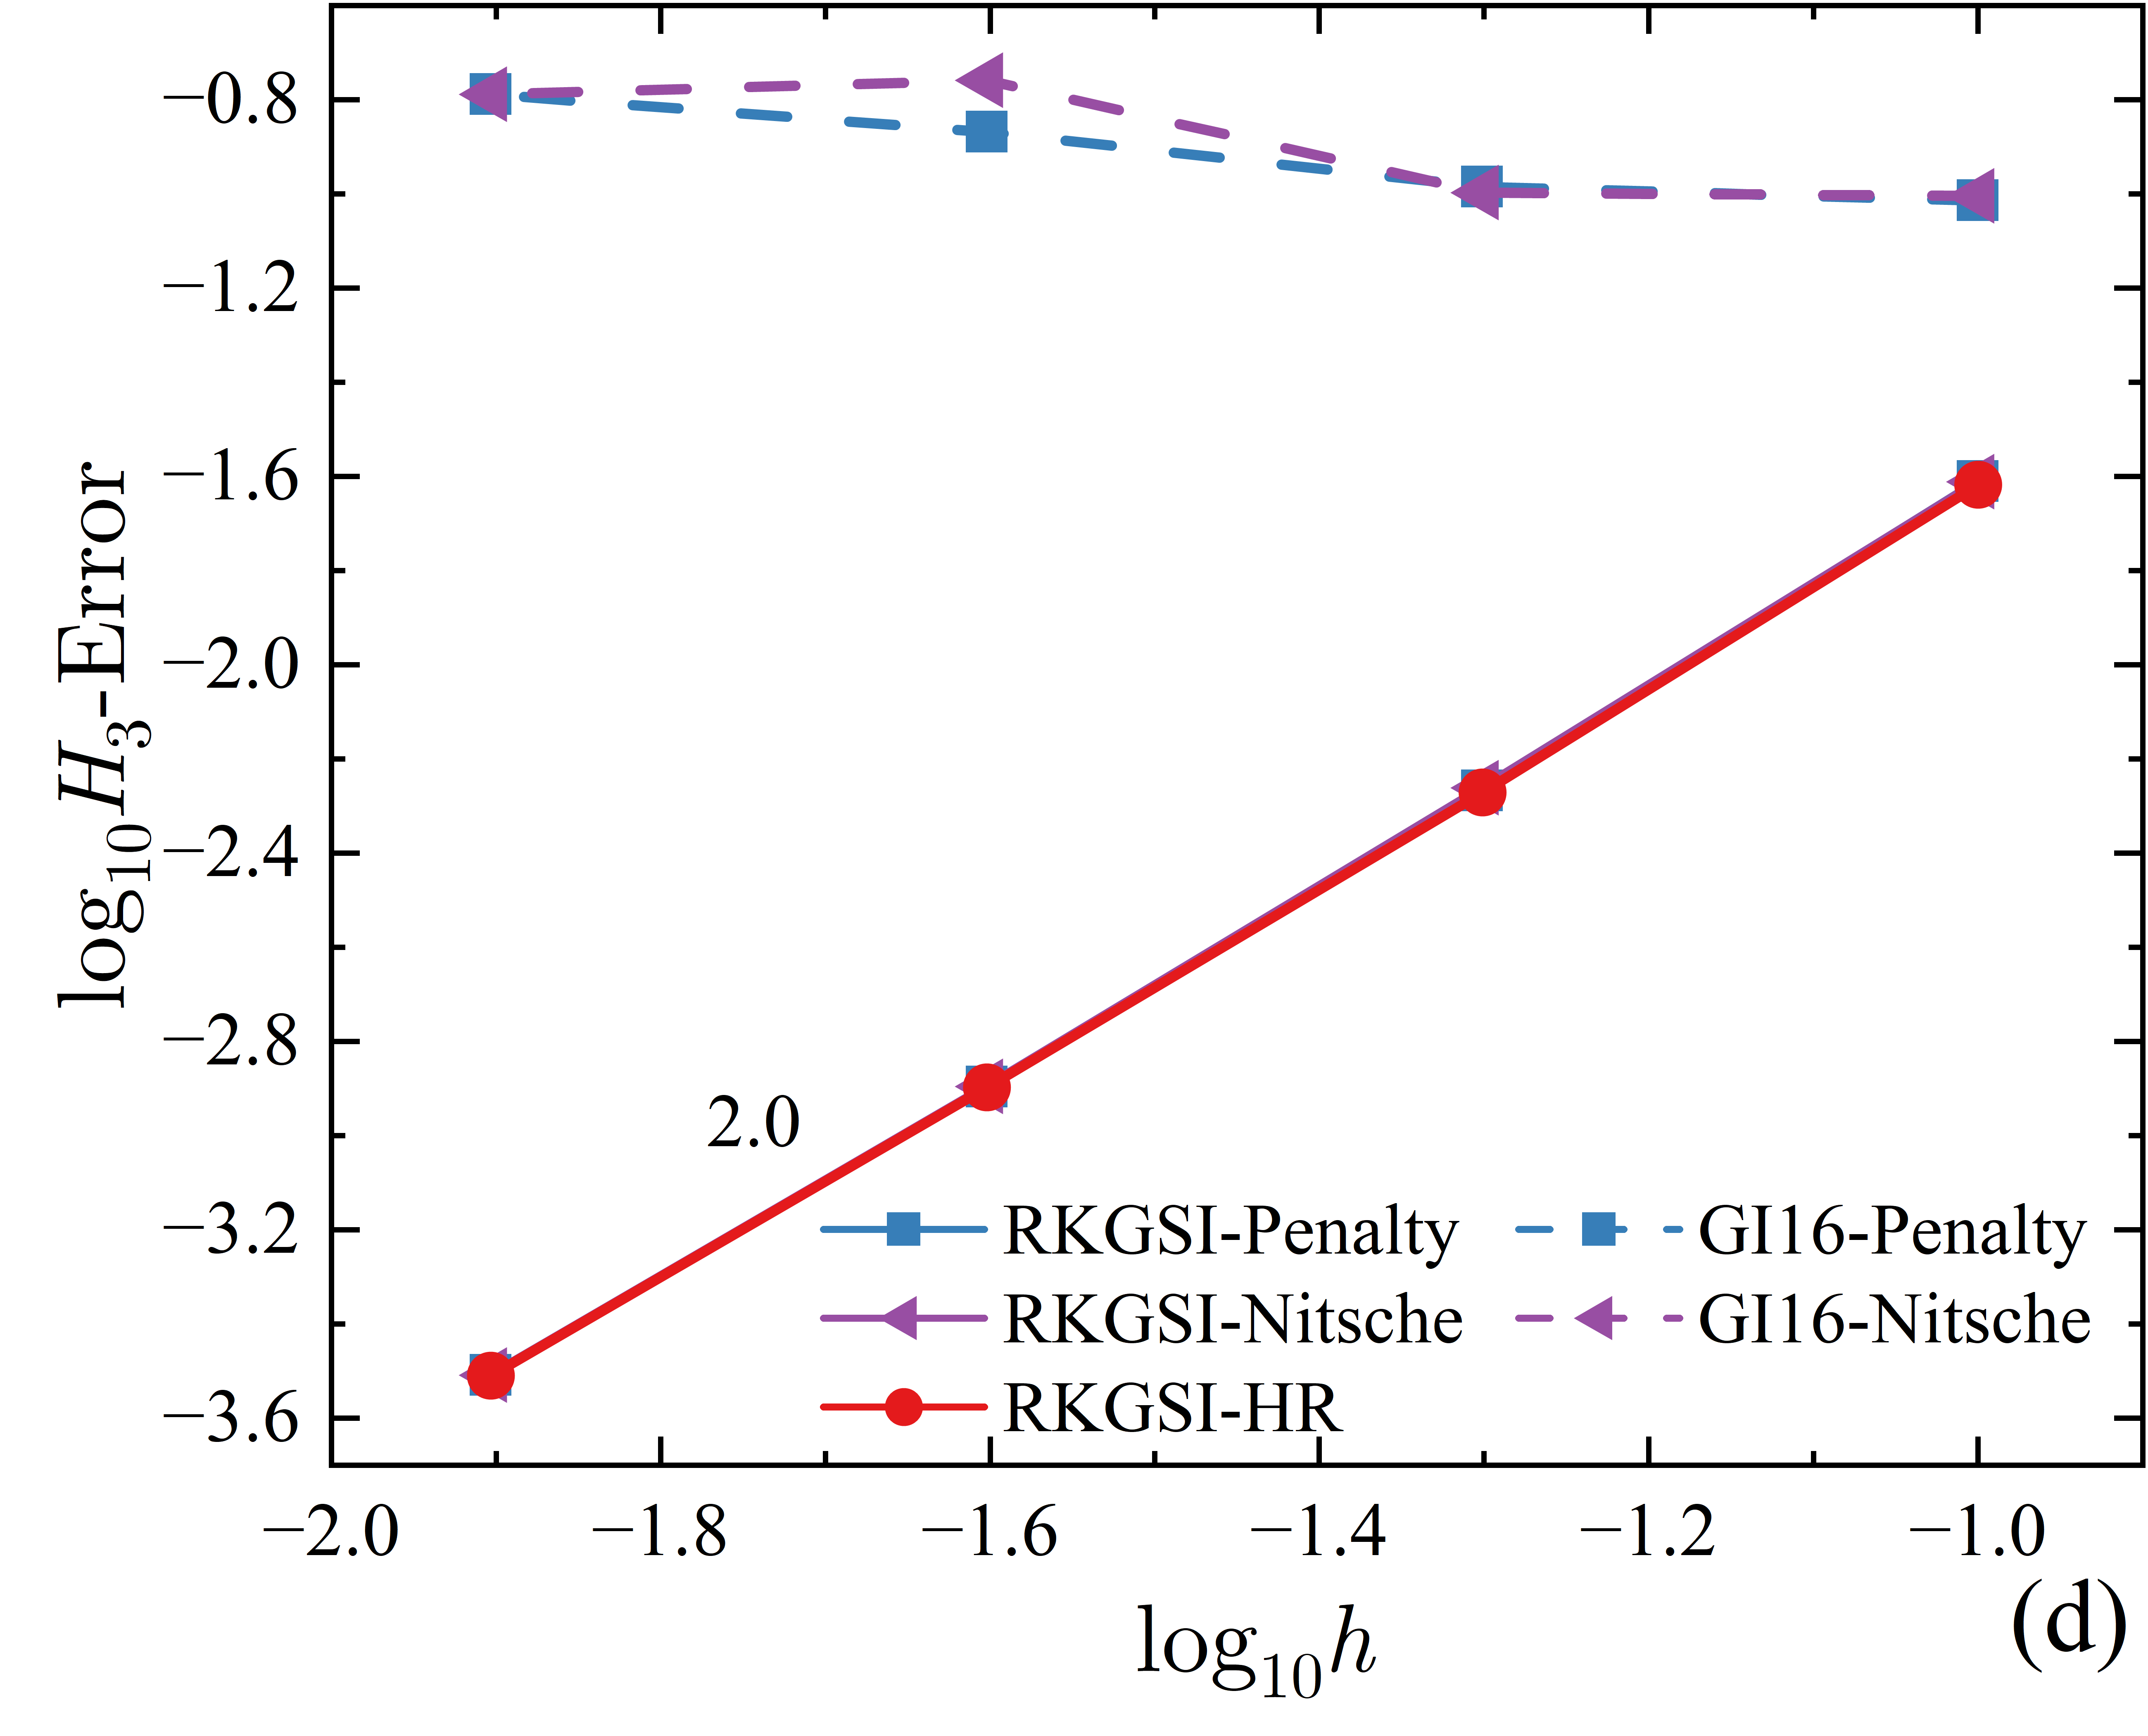 −0.8
−1.2
−1.6
−2.0
−2.4
−2.8
−3.2
−3.6
log₁₀H₃-Error
2.0
RKGSI-Penalty GI16-Penalty
RKGSI-Nitsche GI16-Nitsche
RKGSI-HR
−2.0 −1.8 −1.6 −1.4 −1.2 −1.0
log₁₀h
(d)